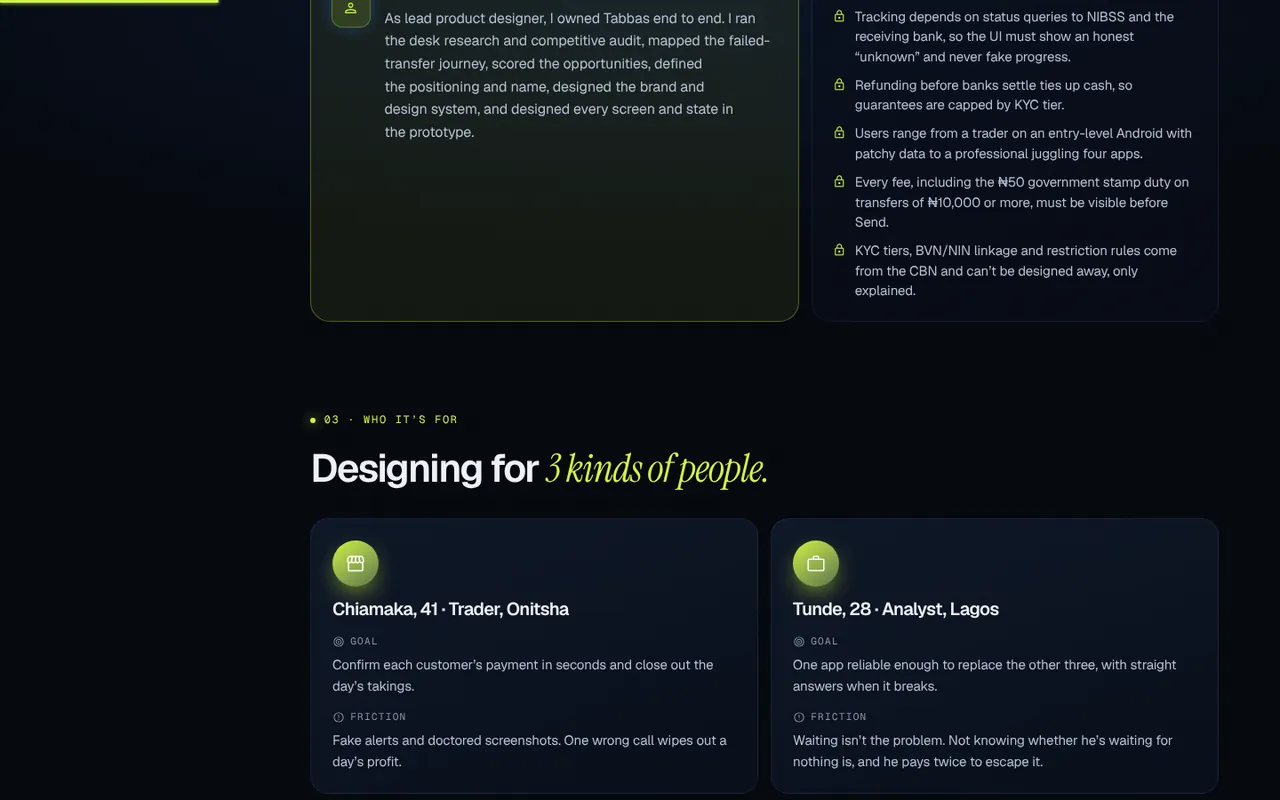 As lead product designer, I owned Tabbas end to end. I ran
the desk research and competitive audit, mapped the failed-
transfer journey, scored the opportunities, defined
the positioning and name, designed the brand and
design system, and designed every screen and state in
the prototype.
Tracking depends on status queries to NIBSS and the
receiving bank, so the UI must show an honest
“unknown” and never fake progress.
Refunding before banks settle ties up cash, so
guarantees are capped by KYC tier.
Users range from a trader on an entry-level Android with
patchy data to a professional juggling four apps.
Every fee, including the ₦50 government stamp duty on
transfers of ₦10,000 or more, must be visible before
Send.
KYC tiers, BVN/NIN linkage and restriction rules come
from the CBN and can’t be designed away, only
explained.
03 · WHO IT’S FOR
Designing for 3 kinds of people.
Chiamaka, 41 · Trader, Onitsha
GOAL
Confirm each customer’s payment in seconds and close out the
day’s takings.
FRICTION
Fake alerts and doctored screenshots. One wrong call wipes out a
day’s profit.
Tunde, 28 · Analyst, Lagos
GOAL
One app reliable enough to replace the other three, with straight
answers when it breaks.
FRICTION
Waiting isn’t the problem. Not knowing whether he’s waiting for
nothing is, and he pays twice to escape it.